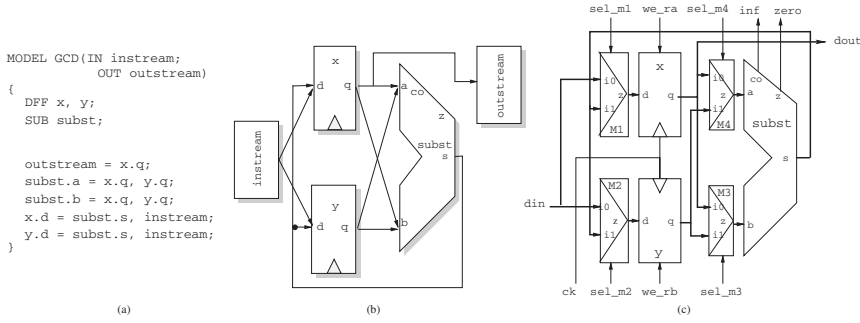 MODEL GCD(IN instream;
OUT outstream)
{
DFF x, y;
SUB subst;
outstream = x.q;
subst.a = x.q, y.q;
subst.b = x.q, y.q;
x.d = subst.s, instream;
y.d = subst.s, instream;
}
(a)
instream
x
d q
y
d q
a
co
z
subst
s
b
outstream
(b)
sel_m1 we_ra sel_m4 inf zero
dout
i0
z
i1
M1
x
d q
i0
z
i1
M4
co
z
a
subst
s
b
din
M2
i0
z
i1
d q
y
M3
i0
z
i1
ck sel_m2 we_rb sel_m3
(c)